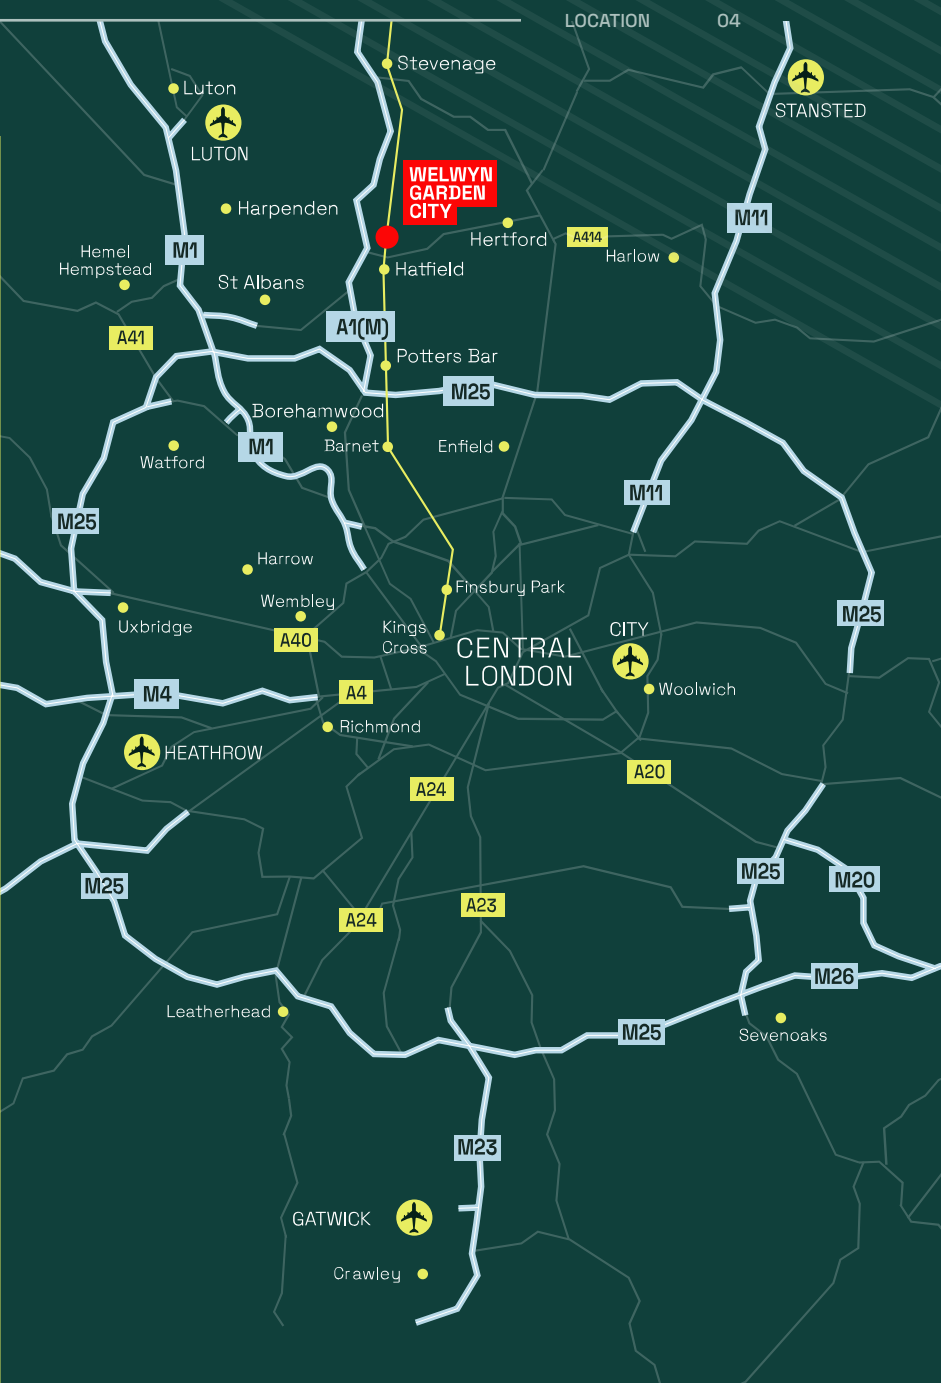 LOCATION
04
Stevenage
Luton
LUTON
STANSTED
WELWYN
GARDEN
CITY
Harpenden
M11
Hertford
A414
M1
Hemel
Hempstead
Harlow
Hatfield
St Albans
A1(M)
A41
Potters Bar
M25
Borehamwood
Barnet
Enfield
M1
Watford
M11
M25
Harrow
Finsbury Park
Wembley
M25
Uxbridge
Kings
Cross
CITY
A40
CENTRAL
LONDON
M4
A4
Woolwich
Richmond
HEATHROW
A20
A24
M25
M20
M25
A23
A24
M26
Leatherhead
M25
Sevenoaks
M23
GATWICK
Crawley